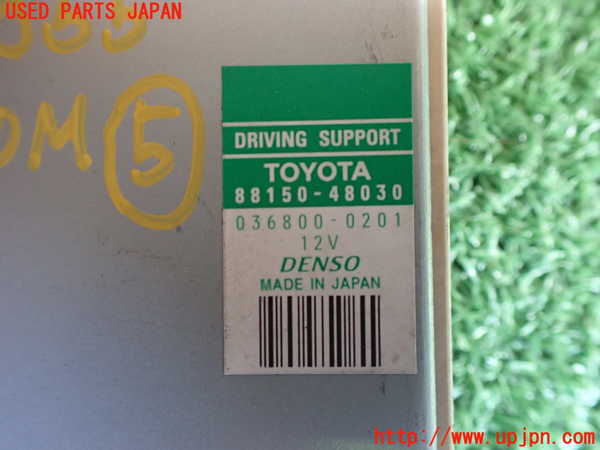 USED PARTS JAPAN
5
DRIVING SUPPORT
TOYOTA
88150-48030
036800-0201
12V
DENSO
MADE IN JAPAN
http://www.upjpn.com/